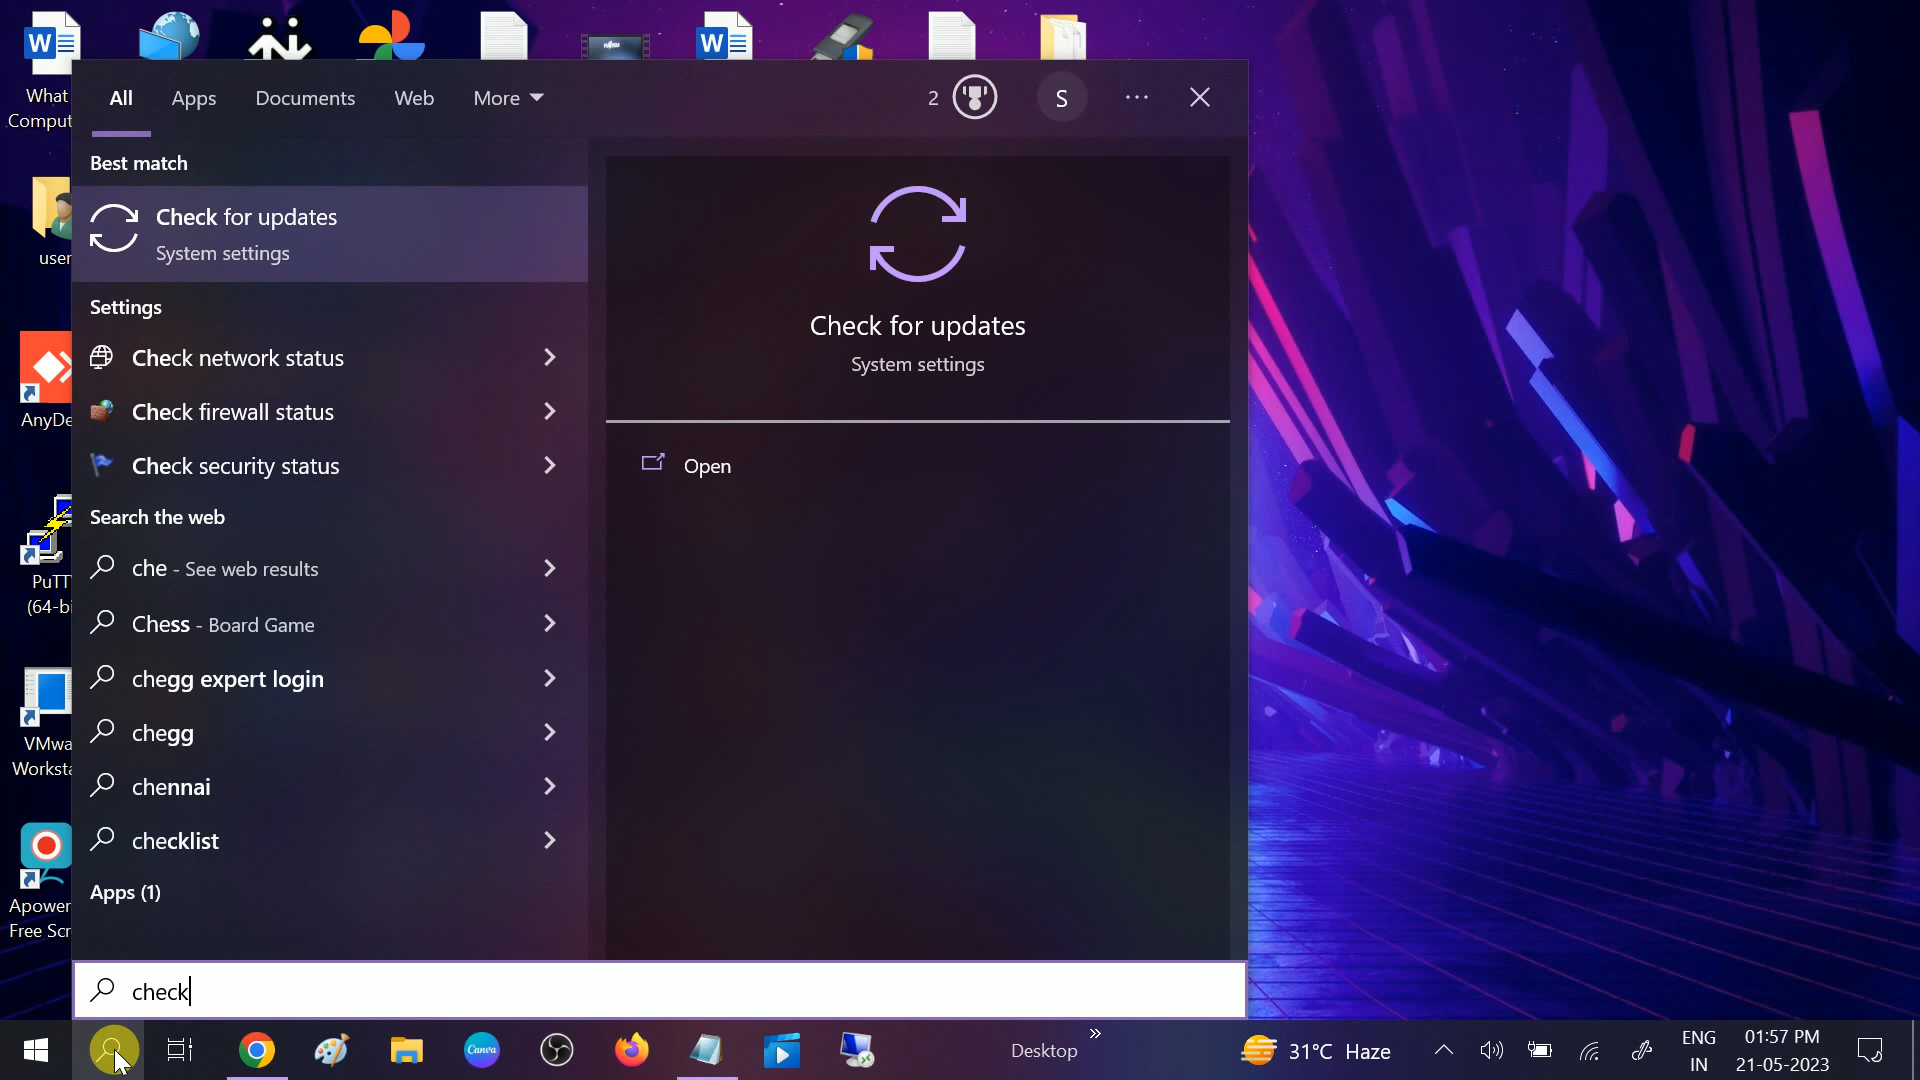 What
Comput
user
AnyDe
PuTT
(64-bi
VMwa
Worksta
Apower
Free Scr
All
Apps
Documents
Web
More
2
S
Best match
Check for updates
System settings
Settings
Check network status
Check firewall status
Check security status
Search the web
che - See web results
Chess - Board Game
chegg expert login
chegg
chennai
checklist
Apps (1)
Check for updates
System settings
Open
check
Canva
Desktop
31°C Haze
ENG
IN
01:57 PM
21-05-2023